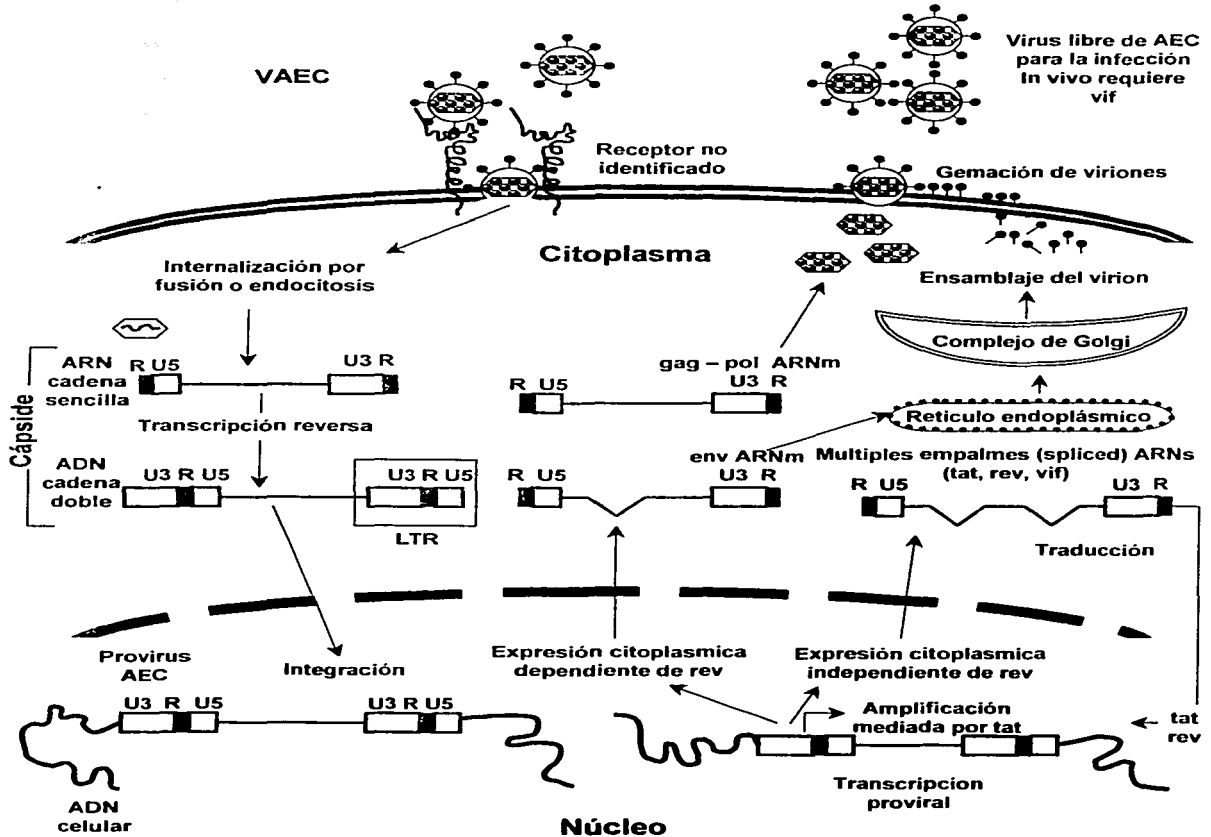 VAEC
Virus libre de AEC
para la infección
In vivo requiere
vif
Receptor no
identificado
Gemación de viriones
Citoplasma
Internalización por
fusión o endocitosis
Ensamblaje del virion
Complejo de Golgi
Cápside
ARN
cadena
sencilla
R U5
U3 R
gag – pol ARNm
R U5
U3 R
Retículo endoplásmico
Transcripción reversa
env ARNm
Multiples empalmes (spliced) ARNs
(tat, rev, vif)
ADN
cadena
doble
U3 R U5
U3 R U5
LTR
R U5
U3 R
R U5
U3 R
Traducción
Provirus
AEC
Integración
Expresión citoplasmica
dependiente de rev
Expresión citoplasmica
independiente de rev
U3 R U5
U3 R U5
Amplificación
mediada por tat
tat
rev
Transcripcion
proviral
ADN
celular
Núcleo